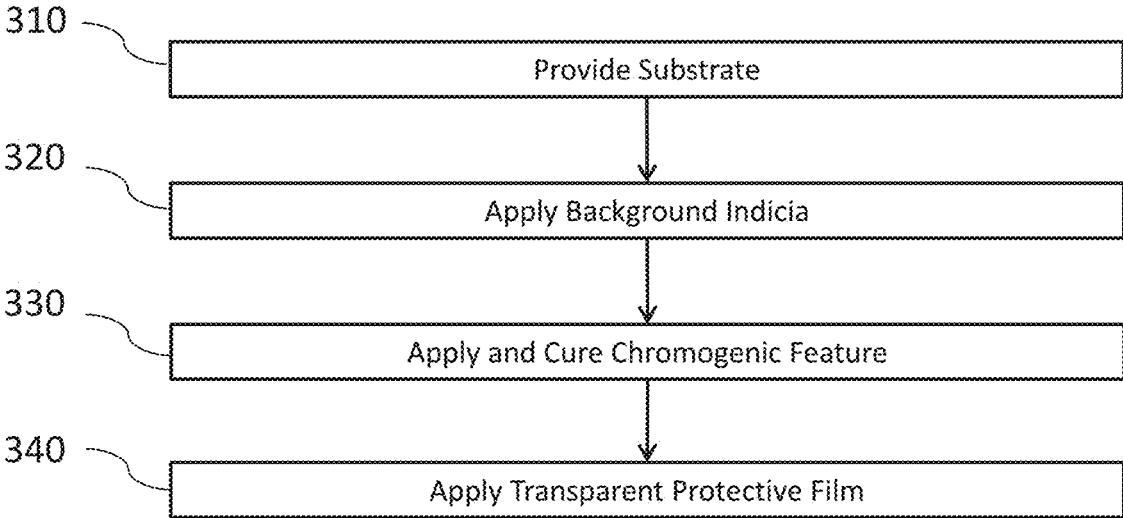 310
Provide Substrate
320
Apply Background Indicia
330
Apply and Cure Chromogenic Feature
340
Apply Transparent Protective Film